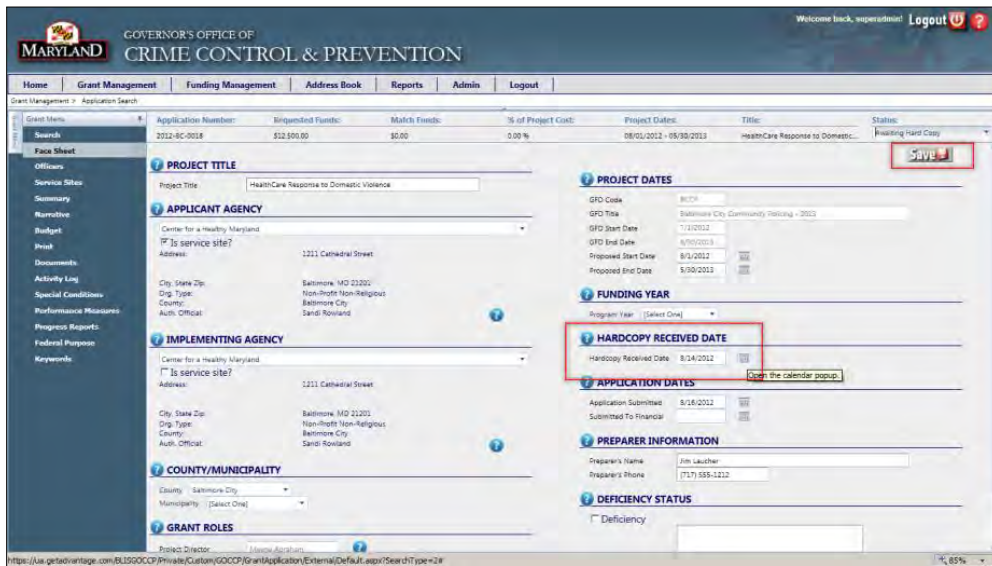 Welcome back, superadmin! Logout
MARYLAND
GOVERNOR'S OFFICE OF
CRIME CONTROL & PREVENTION
Home Grant Management Funding Management Address Book Reports Admin Logout
Grant Management > Application Search
Grant Menu
Search
Face Sheet
Officers
Service Sites
Summary
Narrative
Budget
Print
Documents
Activity Log
Special Conditions
Performance Measures
Progress Reports
Federal Purpose
Keywords
Application Number: Requested Funds: Match Funds: % of Project Cost: Project Dates: Title: Status:
$12,500.00 $0.00 0.00 % 08/01/2012 - 05/30/2013 HealthCare Response to Domestic... Awaiting Hard Copy
Save
PROJECT TITLE
Project Title HealthCare Response to Domestic Violence
APPLICANT AGENCY
Center for a Healthy Maryland
Is service site?
Address: 1211 Cathedral Street
City, State Zip: Baltimore, MD 21201
Org. Type: Non-Profit Non-Religious
County: Baltimore City
Auth. Official: Sandi Rowland
IMPLEMENTING AGENCY
Center for a Healthy Maryland
Is service site?
Address: 1211 Cathedral Street
City, State Zip: Baltimore, MD 21201
Org. Type: Non-Profit Non-Religious
County: Baltimore City
Auth. Official: Sandi Rowland
COUNTY/MUNICIPALITY
County Baltimore City
Municipality [Select One]
GRANT ROLES
Project Director
PROJECT DATES
GFO Code
GFO Title Baltimore City Community Policing - 2013
GFO Start Date 7/1/2012
GFO End Date 6/30/2013
Proposed Start Date 8/1/2012
Proposed End Date 5/30/2013
FUNDING YEAR
Program Year [Select One]
HARDCOPY RECEIVED DATE
Hardcopy Received Date 8/14/2012
Open the calendar popup.
APPLICATION DATES
Application Submitted 8/16/2012
Submitted To Financial
PREPARER INFORMATION
Preparer's Name Jim Laucher
Preparer's Phone (717) 555-1212
DEFICIENCY STATUS
Deficiency
https://ua.getadvantage.com/BLISGOCCP/Private/Custom/GOCCP/GrantApplication/External/Default.aspx?SearchType=2#
85%